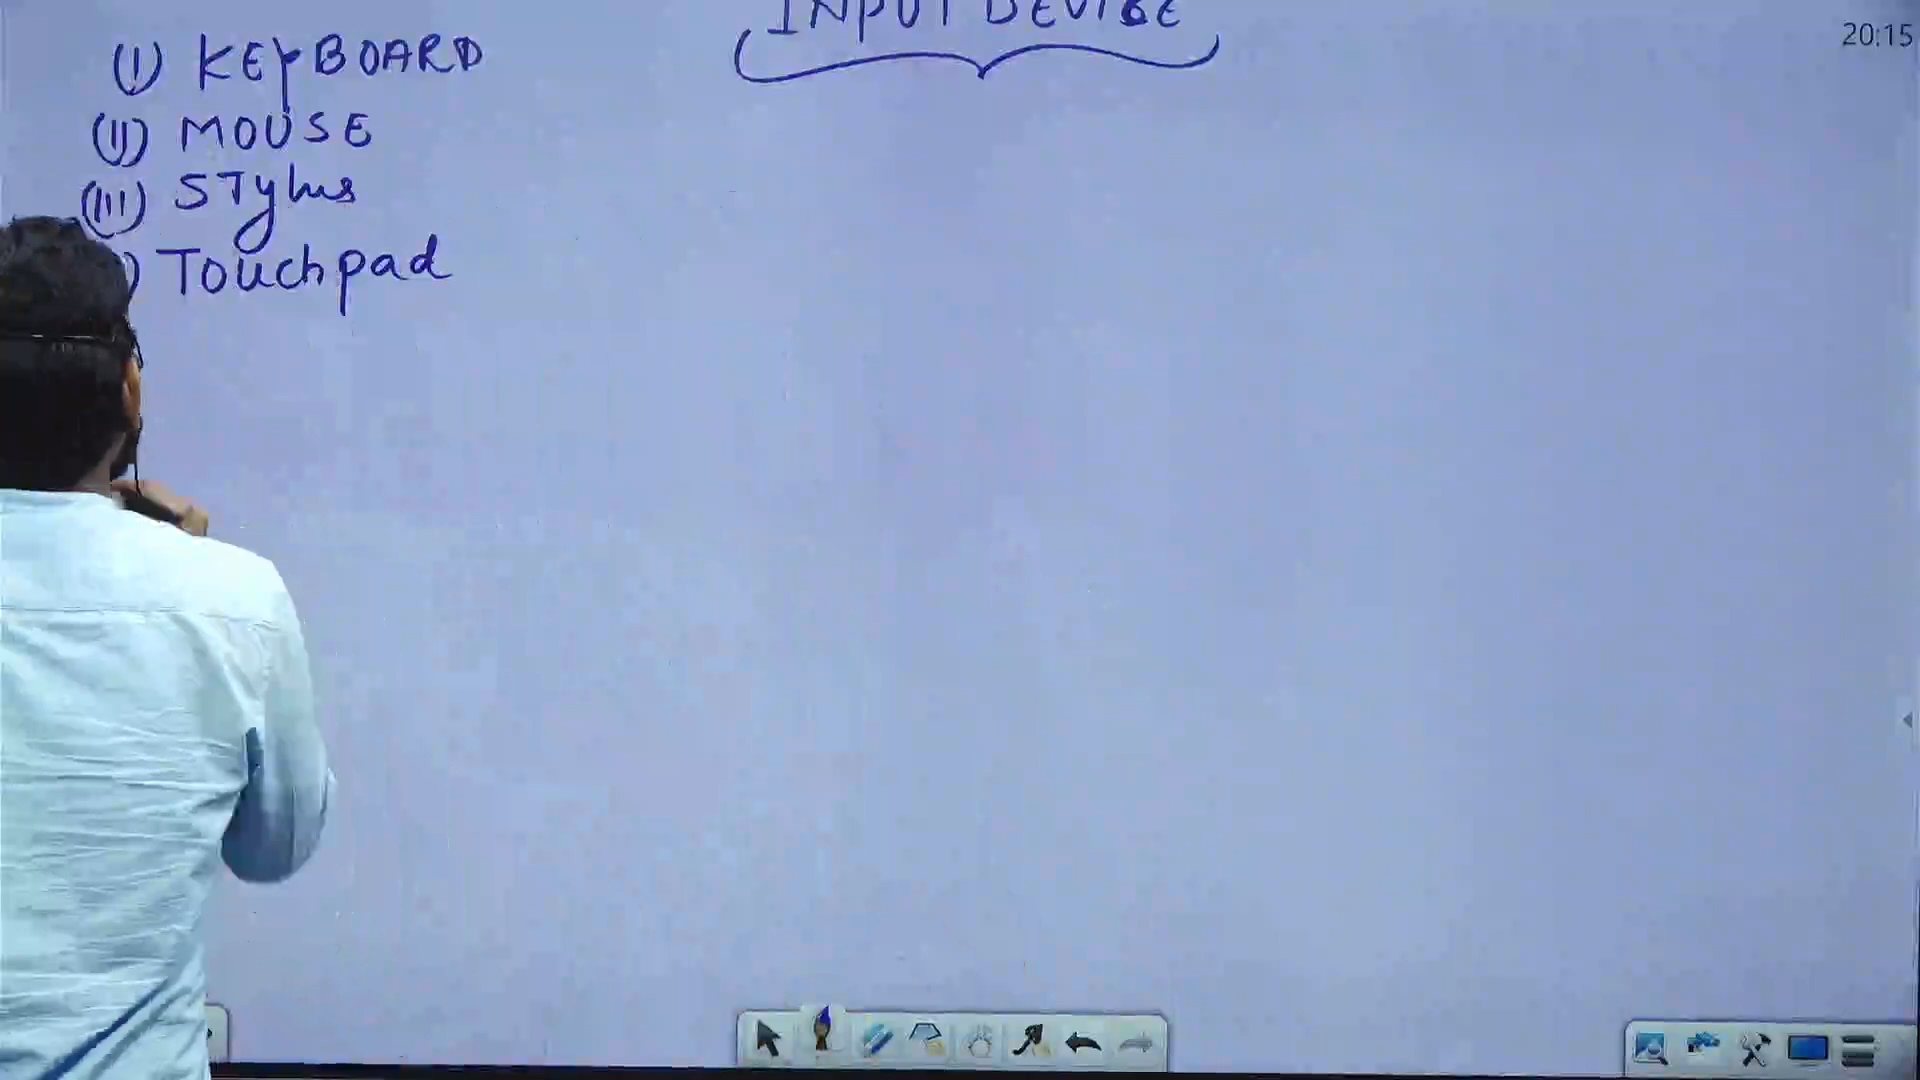 INPUT DEVICE
20:15
(I) KEYBOARD
(II) MOUSE
(III) STylus
) Touchpad